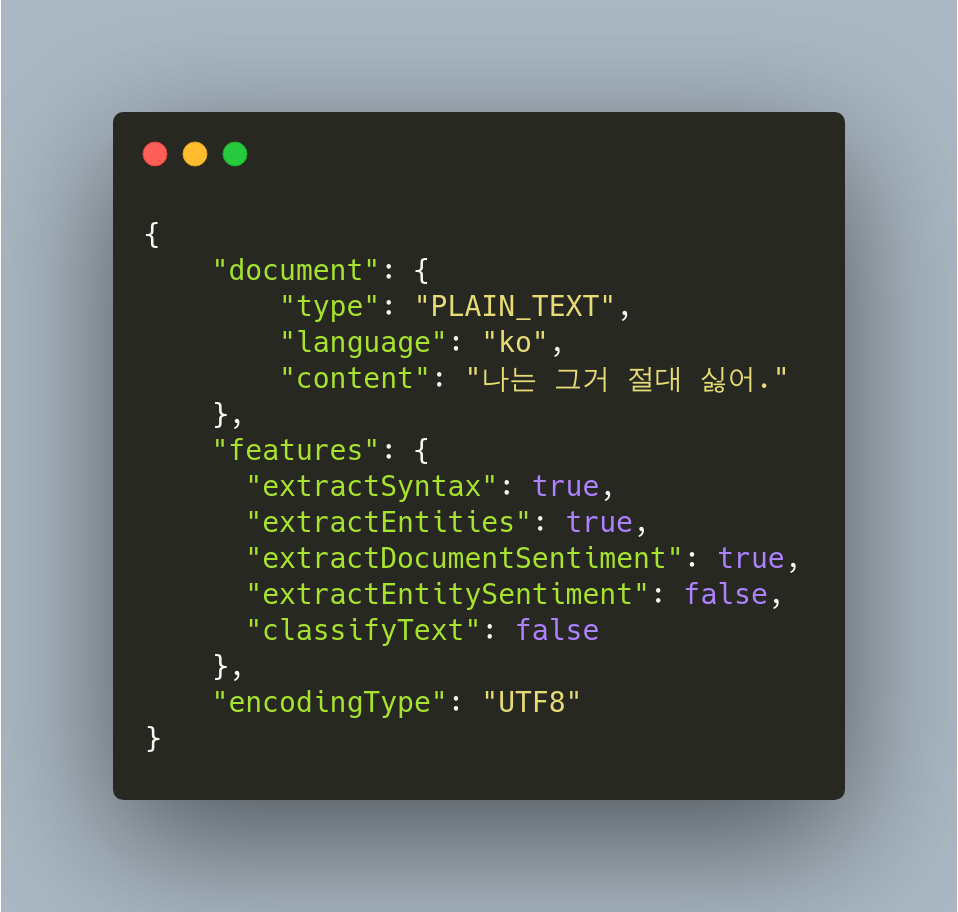 {
    "document": {
        "type": "PLAIN_TEXT",
        "language": "ko",
        "content": "나는 그거 절대 싫어."
    },
    "features": {
      "extractSyntax": true,
      "extractEntities": true,
      "extractDocumentSentiment": true,
      "extractEntitySentiment": false,
      "classifyText": false
    },
    "encodingType": "UTF8"
}